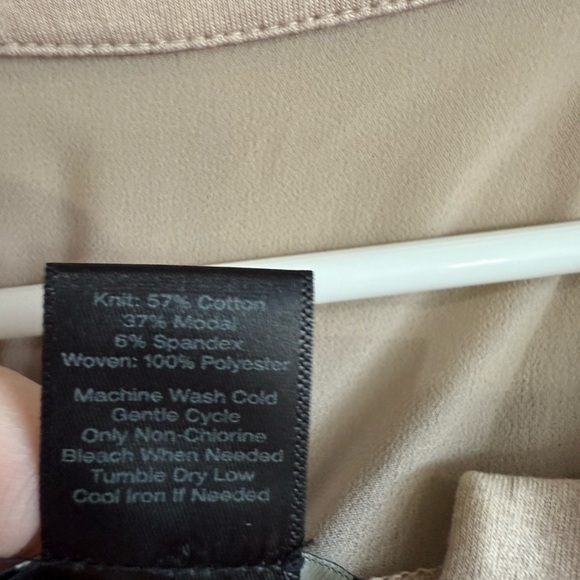 Knit: 57% Cotton
37% Modal
6% Spandex
Woven: 100% Polyester
Machine Wash Cold
Gentle Cycle
Only Non-Chlorine
Bleach When Needed
Tumble Dry Low
Cool Iron If Needed